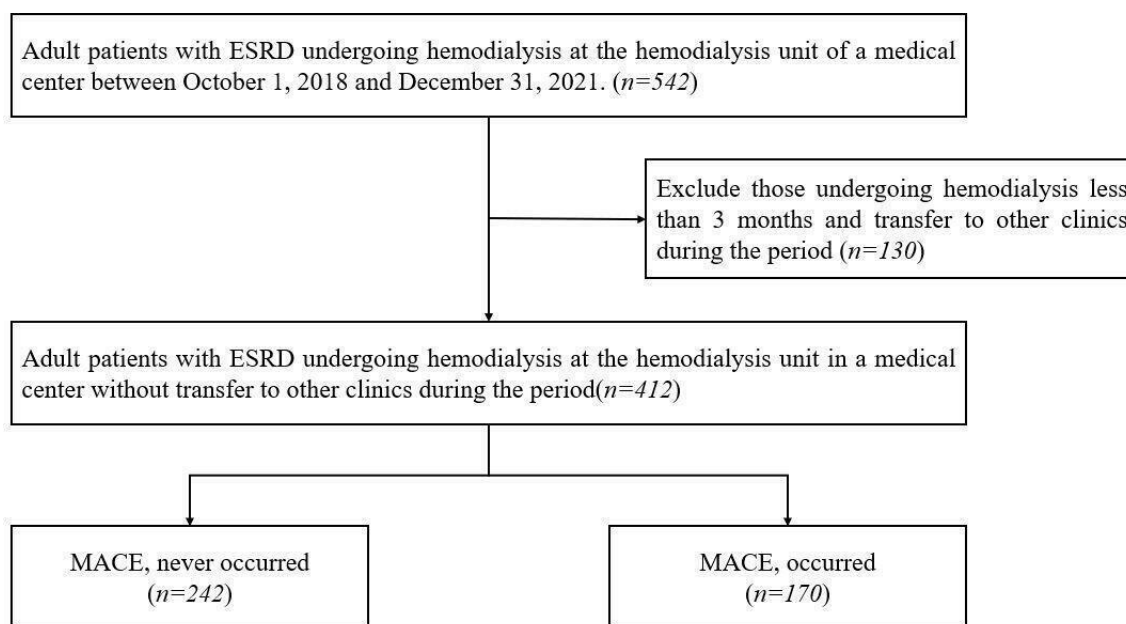 Adult patients with ESRD undergoing hemodialysis at the hemodialysis unit of a medical
center between October 1, 2018 and December 31, 2021. (n=542)
Exclude those undergoing hemodialysis less
than 3 months and transfer to other clinics
during the period (n=130)
Adult patients with ESRD undergoing hemodialysis at the hemodialysis unit in a medical
center without transfer to other clinics during the period(n=412)
MACE, never occurred
(n=242)
MACE, occurred
(n=170)